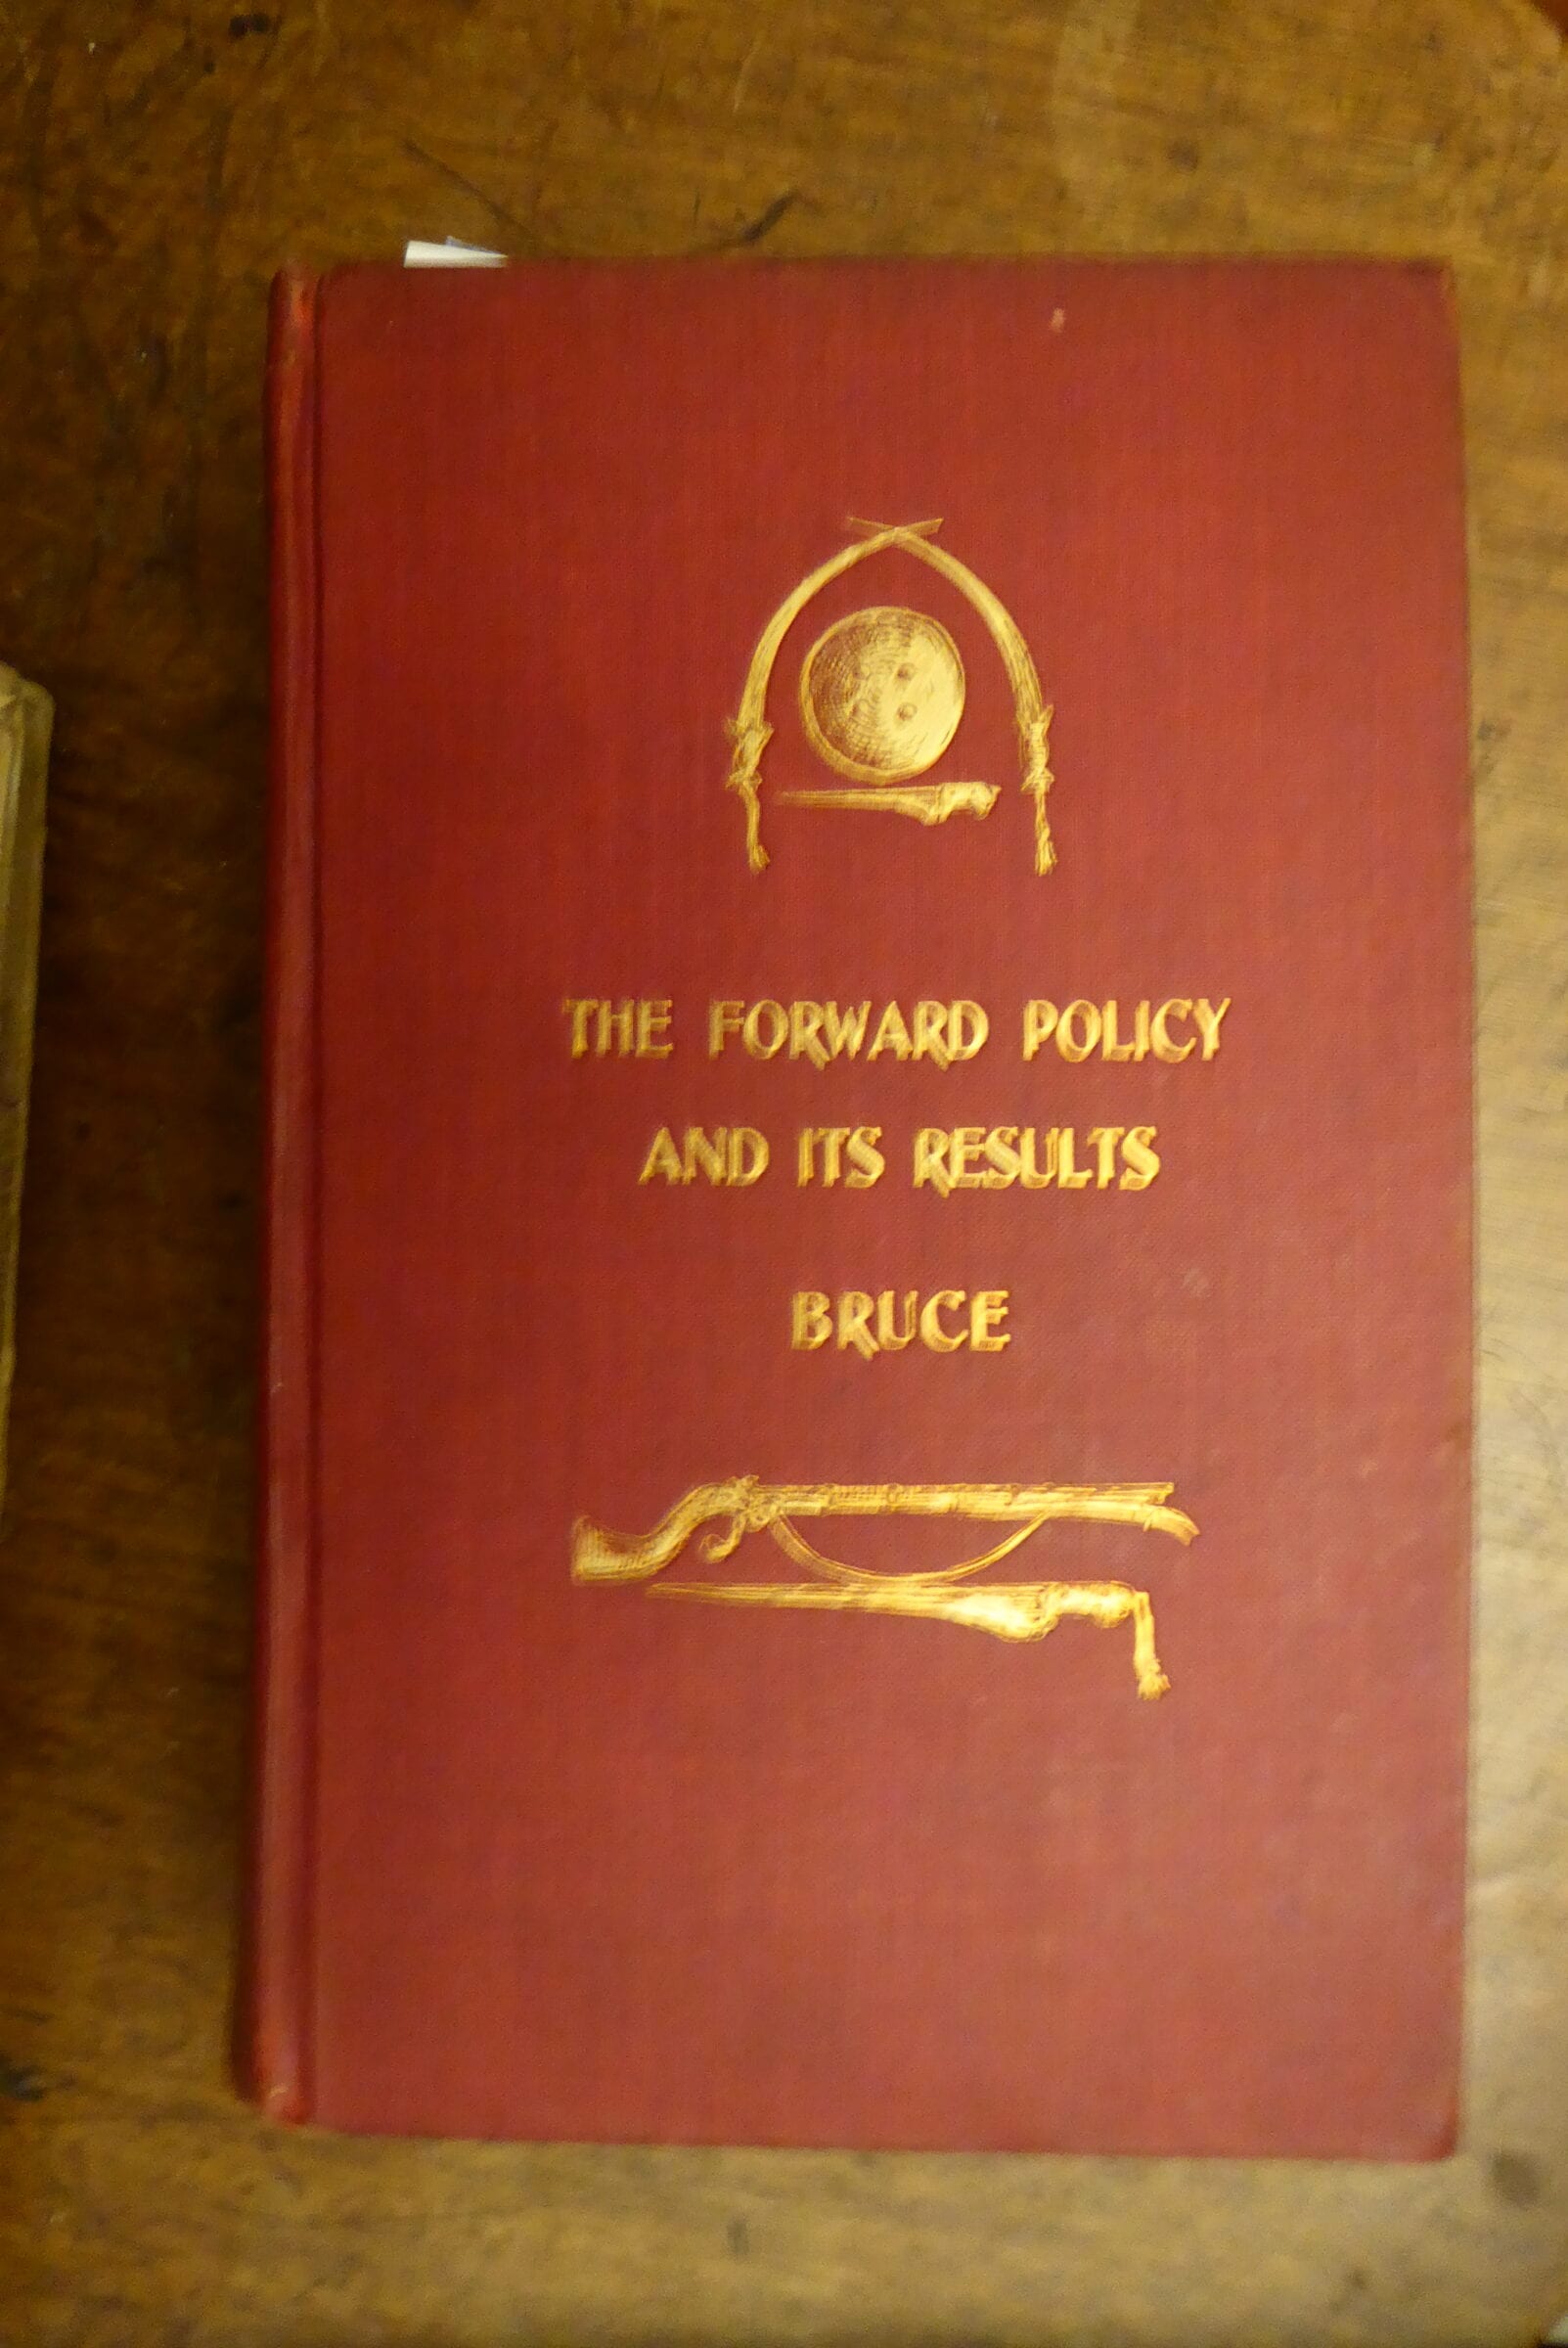 THE FORWARD POLICY
AND ITS RESULTS
BRUCE